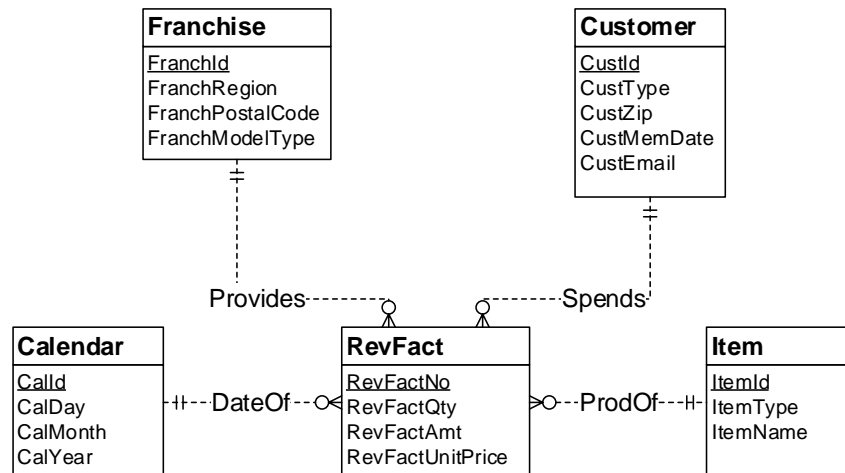 Franchise
FranchId
FranchRegion
FranchPostalCode
FranchModelType
Customer
CustId
CustType
CustZip
CustMemDate
CustEmail
Provides
Spends
Calendar
CalId
CalDay
CalMonth
CalYear
DateOf
RevFact
RevFactNo
RevFactQty
RevFactAmt
RevFactUnitPrice
ProdOf
Item
ItemId
ItemType
ItemName